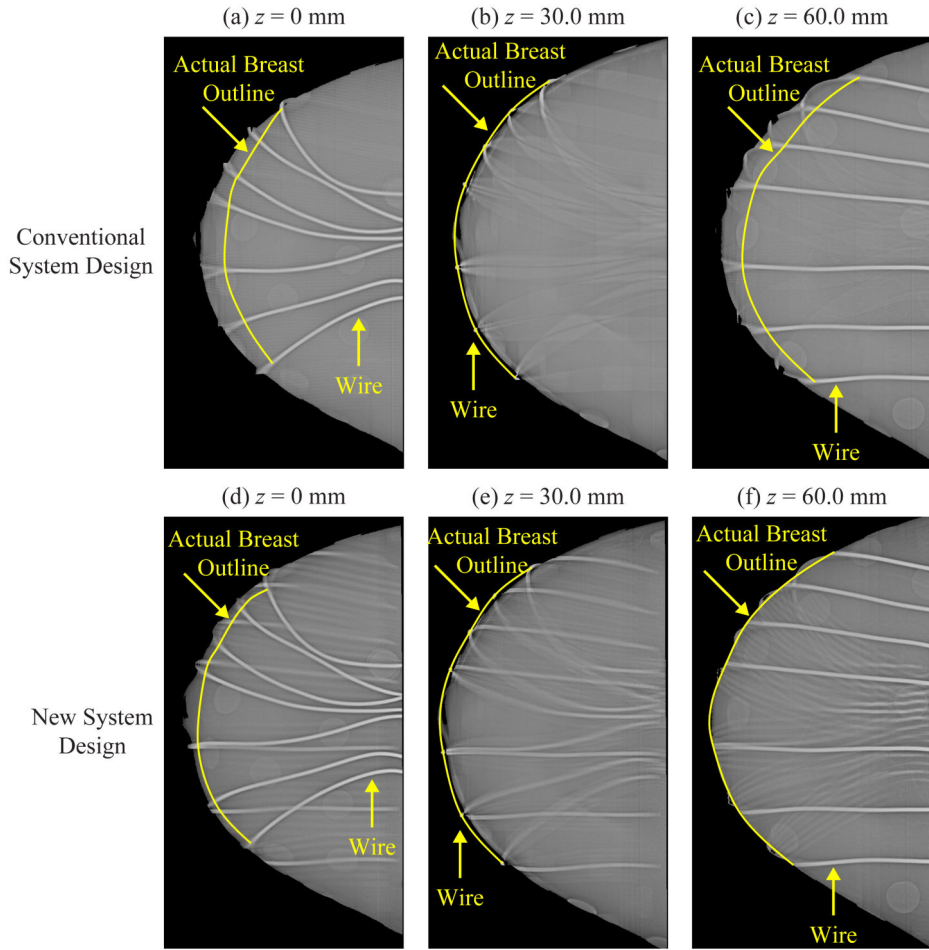 (a) z = 0 mm
(b) z = 30.0 mm
(c) z = 60.0 mm
Actual Breast
Outline
Wire
Actual Breast
Outline
Wire
Actual Breast
Outline
Wire
Conventional
System Design
(d) z = 0 mm
(e) z = 30.0 mm
(f) z = 60.0 mm
Actual Breast
Outline
Wire
Actual Breast
Outline
Wire
Actual Breast
Outline
Wire
New System
Design